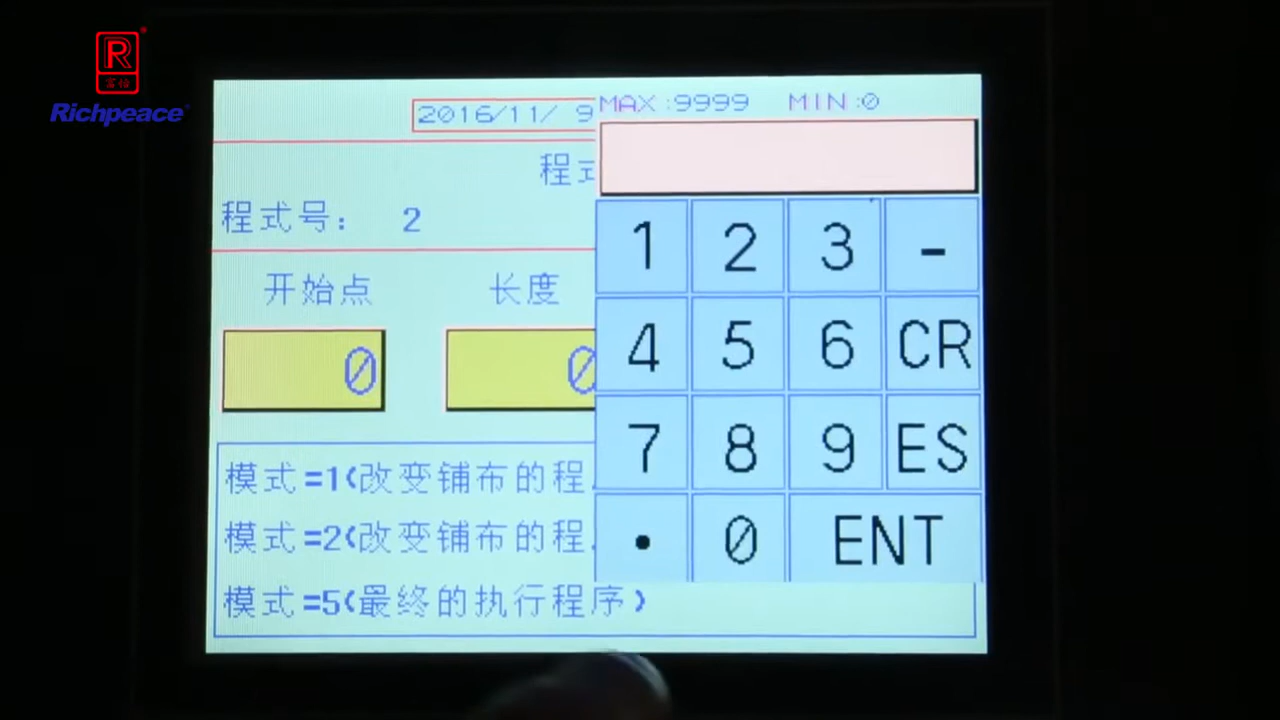 R
富怡
Richpeace
2016/11/ 9
MAX:9999 MIN:0
程式
程式号: 2
1 2 3 -
开始点 长度
4 5 6 CR
0 0
7 8 9 ES
模式=1(改变铺布的程
. 0 ENT
模式=2(改变铺布的程
模式=5(最终的执行程序)